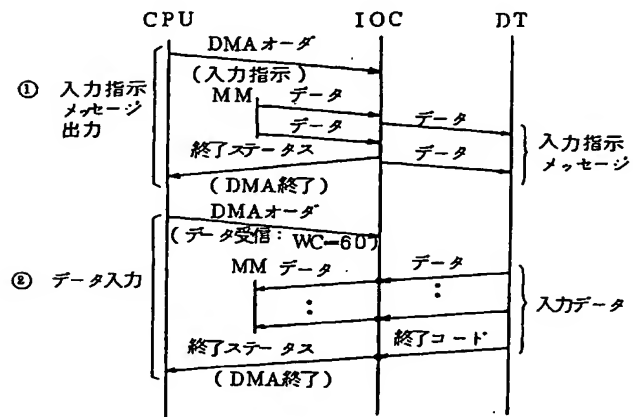 CPU IOC DT
DMAオーダ
(入力指示)
① 入力指示
メッセージ
出力
MM データ データ
データ
終了ステータス データ
(DMA終了)
入力指示
メッセージ
DMAオーダ
(データ受信: WC=60)
② データ入力
MM データ データ
入力データ
終了ステータス 終了コード
(DMA終了)